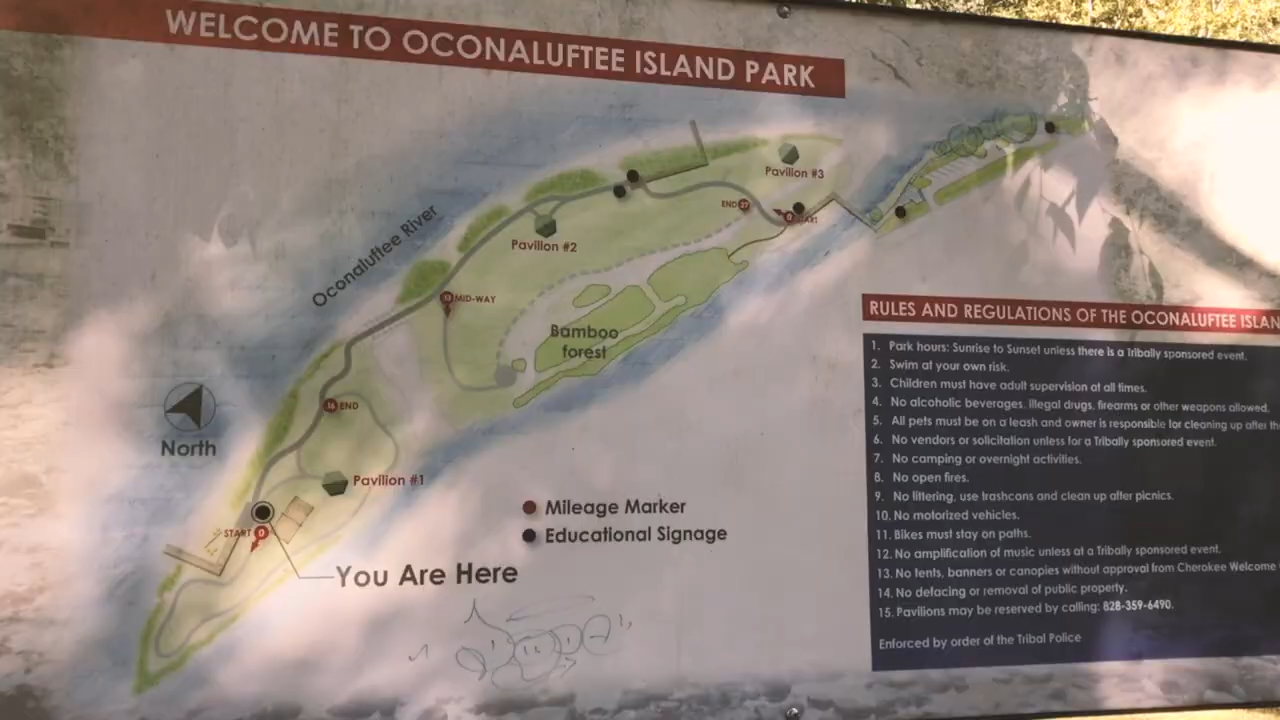 WELCOME TO OCONALUFTEE ISLAND PARK
Pavilion #3
END 27
0
Oconaluftee River
Pavilion #2
MID-WAY
Bamboo
forest
16 END
North
Pavilion #1
START 0
You Are Here
Mileage Marker
Educational Signage
RULES AND REGULATIONS OF THE OCONALUFTEE ISLAN
1. Park hours: Sunrise to Sunset unless there is a Tribally sponsored event.
2. Swim at your own risk.
3. Children must have adult supervision at all times.
4. No alcoholic beverages, illegal drugs, firearms or other weapons allowed.
5. All pets must be on a leash and owner is responsible for cleaning up after
6. No vendors or solicitation unless for a Tribally sponsored event.
7. No camping or overnight activities.
8. No open fires.
9. No littering, use trashcans and clean up after picnics.
10. No motorized vehicles.
11. Bikes must stay on paths.
12. No amplification of music unless at a Tribally sponsored event.
13. No tents, banners or canopies without approval from Cherokee Welcome
14. No defacing or removal of public property.
15. Pavilions may be reserved by calling: 828-359-6490.
Enforced by order of the Tribal Police